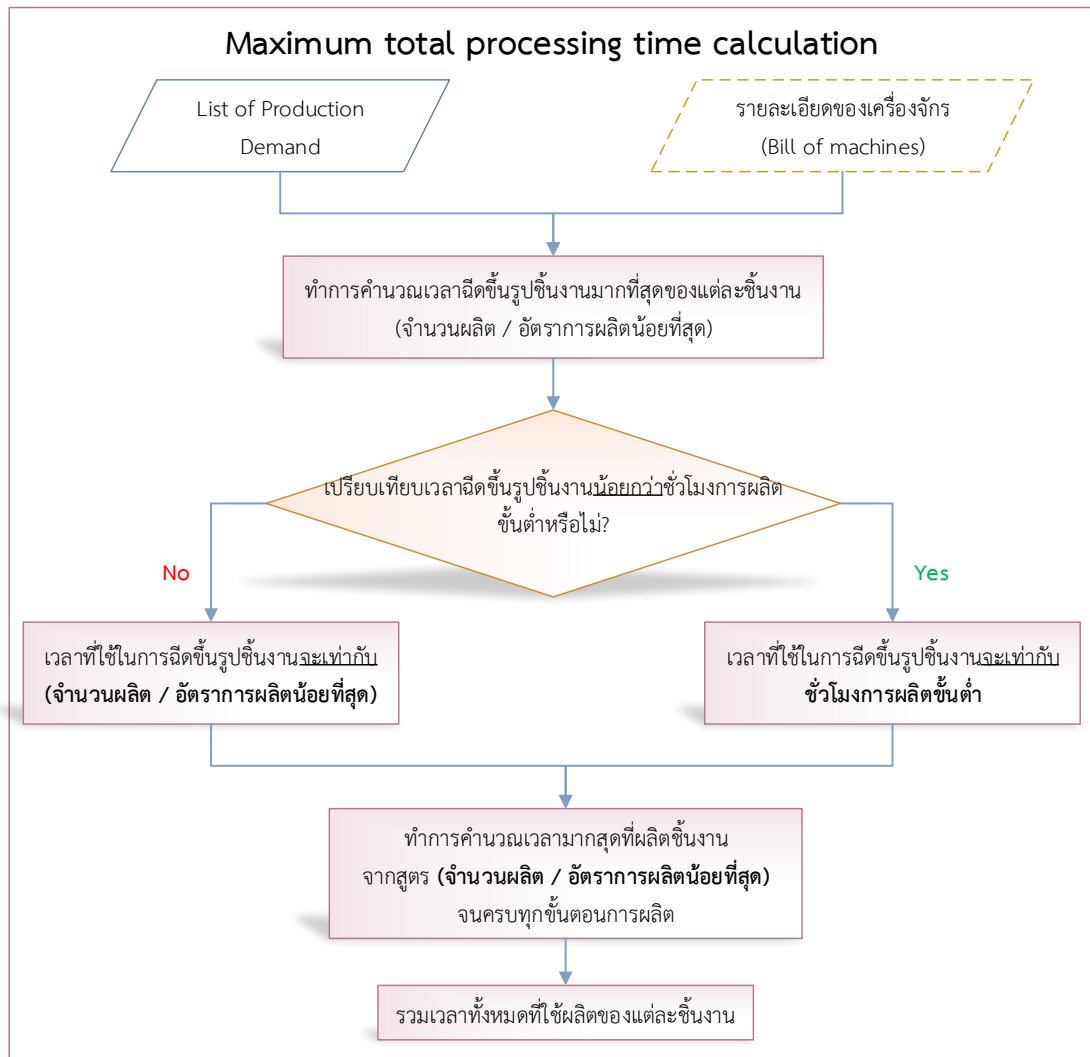 Maximum total processing time calculation
List of Production
Demand
รายละเอียดของเครื่องจักร
(Bill of machines)
ทำการคำนวณเวลาฉีดขึ้นรูปชิ้นงานมากที่สุดของแต่ละชิ้นงาน
(จำนวนผลิต / อัตราการผลิตน้อยที่สุด)
เปรียบเทียบเวลาฉีดขึ้นรูปชิ้นงานน้อยกว่าชั่วโมงการผลิต
ขั้นต่ำหรือไม่?
No
Yes
เวลาที่ใช้ในการฉีดขึ้นรูปชิ้นงานจะเท่ากับ
(จำนวนผลิต / อัตราการผลิตน้อยที่สุด)
เวลาที่ใช้ในการฉีดขึ้นรูปชิ้นงานจะเท่ากับ
ชั่วโมงการผลิตขั้นต่ำ
ทำการคำนวณเวลามากสุดที่ผลิตชิ้นงาน
จากสูตร (จำนวนผลิต / อัตราการผลิตน้อยที่สุด)
จนครบทุกขั้นตอนการผลิต
รวมเวลาทั้งหมดที่ใช้ผลิตของแต่ละชิ้นงาน